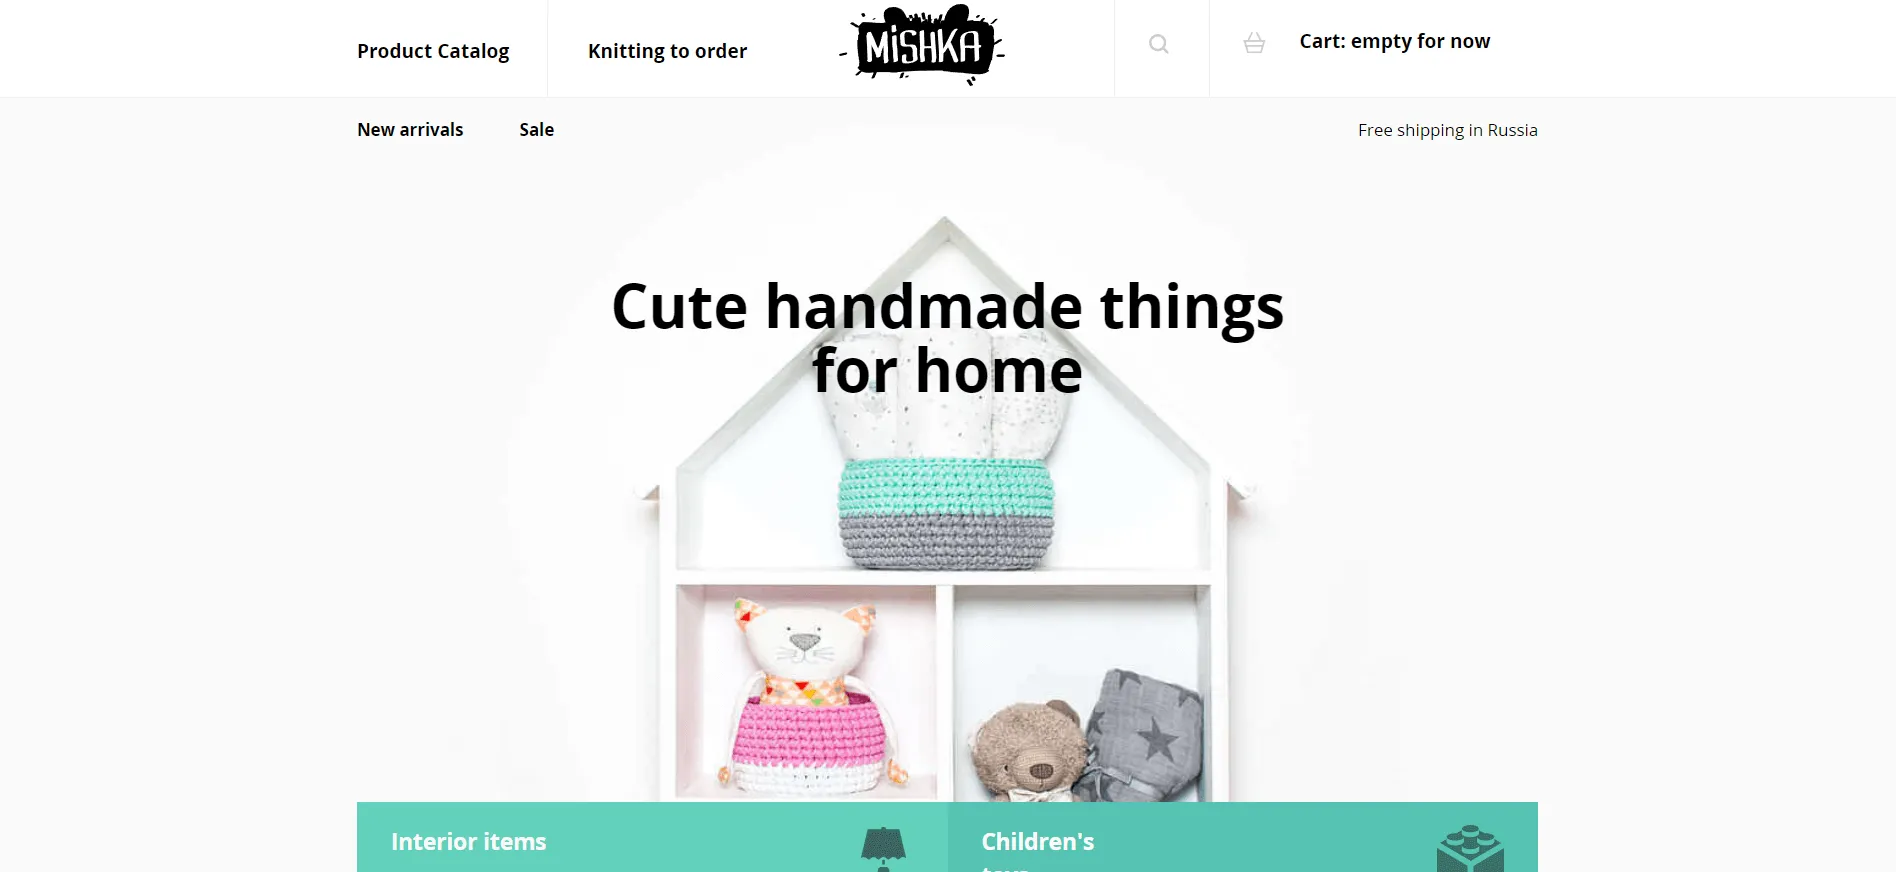 Product Catalog
Knitting to order
MiSHKA
Cart: empty for now
New arrivals
Sale
Free shipping in Russia
Cute handmade things
for home
Interior items
Children's